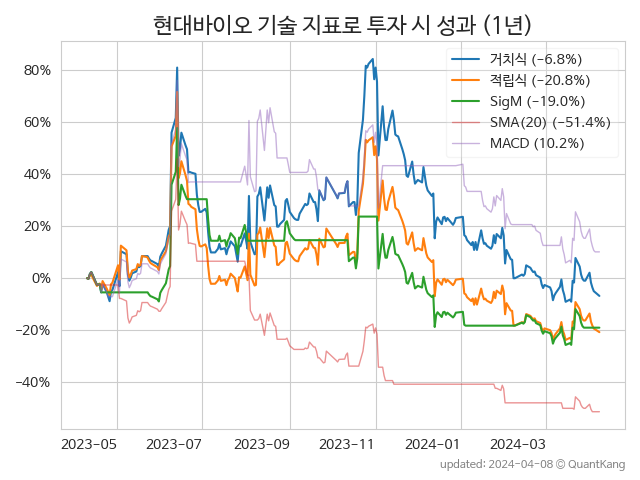 현대바이오 기술 지표로 투자 시 성과 (1년)
거치식 (−6.8%)
적립식 (−20.8%)
SigM (−19.0%)
SMA(20) (−51.4%)
MACD (10.2%)
80%
60%
40%
20%
0%
−20%
−40%
2023-05 2023-07 2023-09 2023-11 2024-01 2024-03
updated: 2024-04-08 © QuantKang